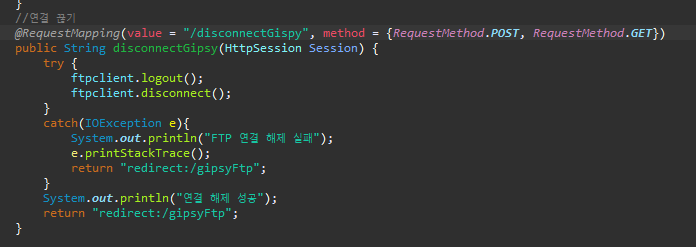 }
//연결 끊기
@RequestMapping(value = "/disconnectGispy", method = {RequestMethod.POST, RequestMethod.GET})
public String disconnectGipsy(HttpSession Session) {
try {
ftpclient.logout();
ftpclient.disconnect();
}
catch(IOException e){
System.out.println("FTP 연결 해제 실패");
e.printStackTrace();
return "redirect:/gipsyFtp";
}
System.out.println("연결 해제 성공");
return "redirect:/gipsyFtp";
}